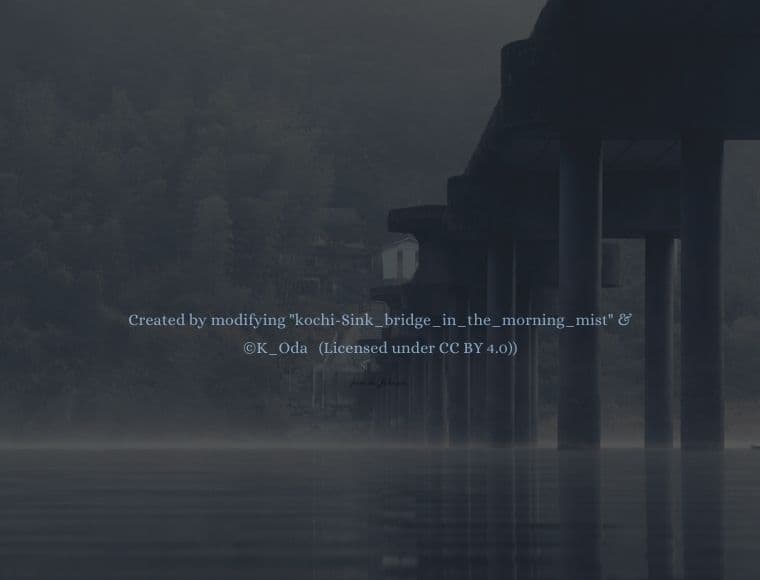 Created by modifying "kochi-Sink_bridge_in_the_morning_mist" &
©K_Oda (Licensed under CC BY 4.0))